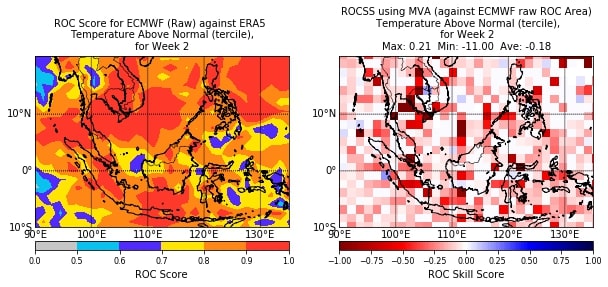 ROC Score for ECMWF (Raw) against ERA5
Temperature Above Normal (tercile),
for Week 2
10°N
0°
10°S
90°E 100°E 110°E 120°E 130°E
0.0 0.5 0.6 0.7 0.8 0.9 1.0
ROC Score
ROCSS using MVA (against ECMWF raw ROC Area)
Temperature Above Normal (tercile),
for Week 2
Max: 0.21 Min: -11.00 Ave: -0.18
10°N
0°
10°S
90°E 100°E 110°E 120°E 130°E
−1.00 −0.75 −0.50 −0.25 0.00 0.25 0.50 0.75 1.00
ROC Skill Score